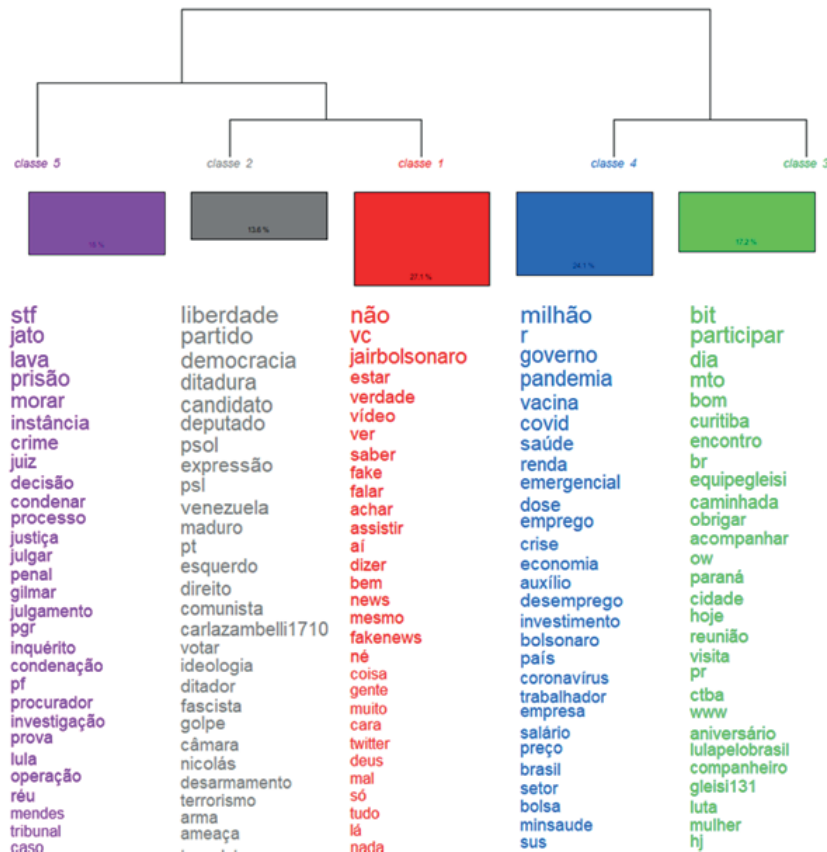 classe 5
classe 2
classe 1
classe 4
classe 3
18 %
13.6 %
27.1 %
24.1 %
17.2 %
stf
jato
lava
prisão
morar
instância
crime
juiz
decisão
condenar
processo
justiça
julgar
penal
gilmar
julgamento
pgr
inquérito
condenação
pf
procurador
investigação
prova
lula
operação
réu
mendes
tribunal
caso
liberdade
partido
democracia
ditadura
candidato
deputado
psol
expressão
psl
venezuela
maduro
pt
esquerdo
direito
comunista
carlazambelli1710
votar
ideologia
ditador
fascista
golpe
câmara
nicolás
desarmamento
terrorismo
arma
ameaça
não
vc
jairbolsonaro
estar
verdade
vídeo
ver
saber
fake
falar
achar
assistir
aí
dizer
bem
news
mesmo
fakenews
né
coisa
gente
muito
cara
twitter
deus
mal
só
tudo
lá
nada
milhão
r
governo
pandemia
vacina
covid
saúde
renda
emergencial
dose
emprego
crise
economia
auxílio
desemprego
investimento
bolsonaro
país
coronavírus
trabalhador
empresa
salário
preço
brasil
setor
bolsa
minsaude
sus
bit
participar
dia
mto
bom
curitiba
encontro
br
equipegleisi
caminhada
obrigar
acompanhar
ow
paraná
cidade
hoje
reunião
visita
pr
ctba
www
aniversário
lulapelobrasil
companheiro
gleisi131
luta
mulher
hj